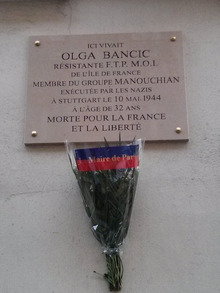 ICI VIVAIT
OLGA BANCIC
RÉSISTANTE F.T.P. M.O.I.
DE L'ÎLE DE FRANCE
MEMBRE DU GROUPE MANOUCHIAN
EXÉCUTÉE PAR LES NAZIS
À STUTTGART LE 10 MAI 1944
À L'ÂGE DE 32 ANS
MORTE POUR LA FRANCE
ET LA LIBERTÉ
Maire de Par